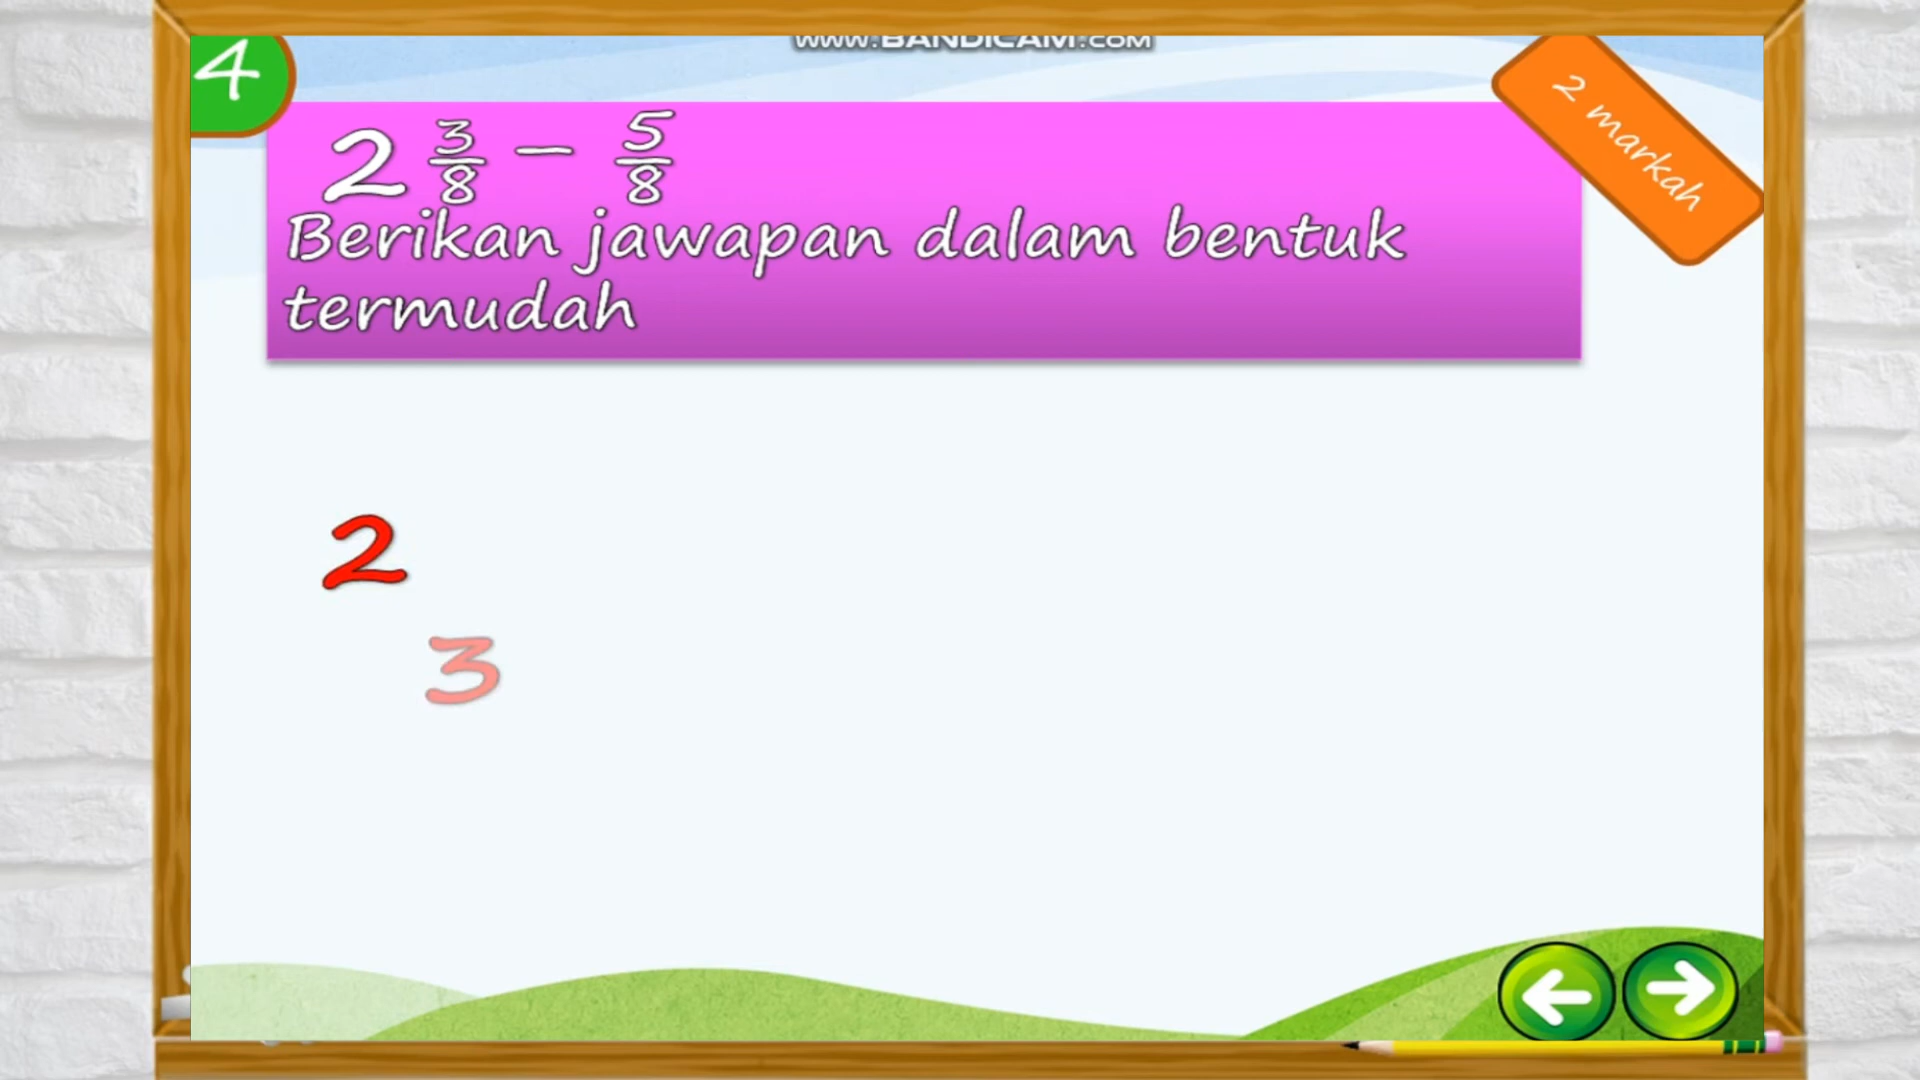 www.BANDICAM.com
4
2 markah
2 3/8 − 5/8
Berikan jawapan dalam bentuk
termudah
2
3